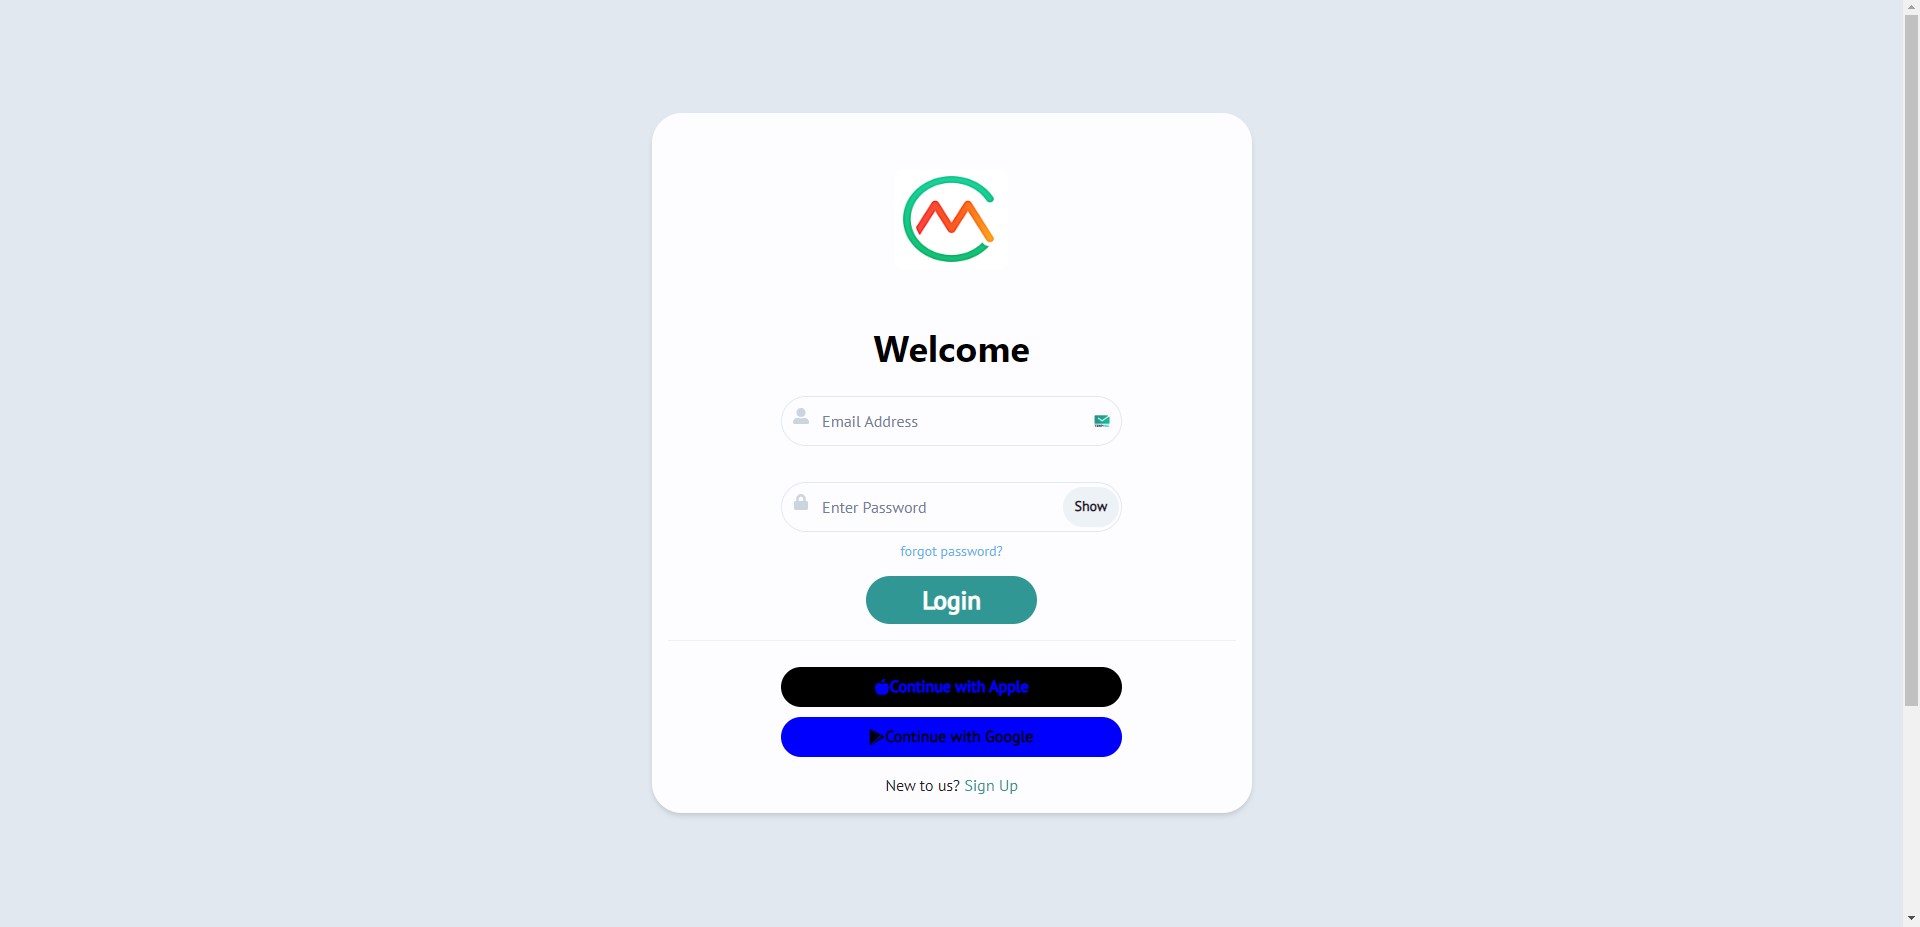 Welcome
Email Address
Enter Password
Show
forgot password?
Login
Continue with Apple
Continue with Google
New to us? Sign Up